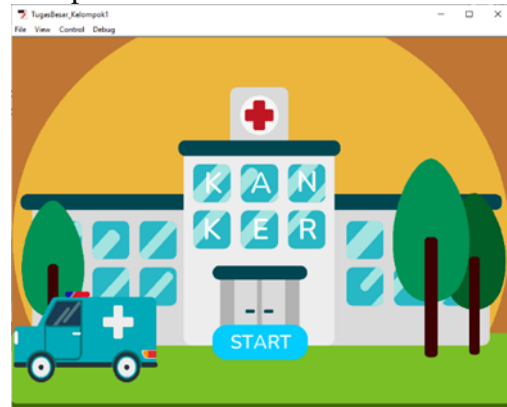 TugasBesar_Kelompok1
File View Control Debug
K A N
K E R
START